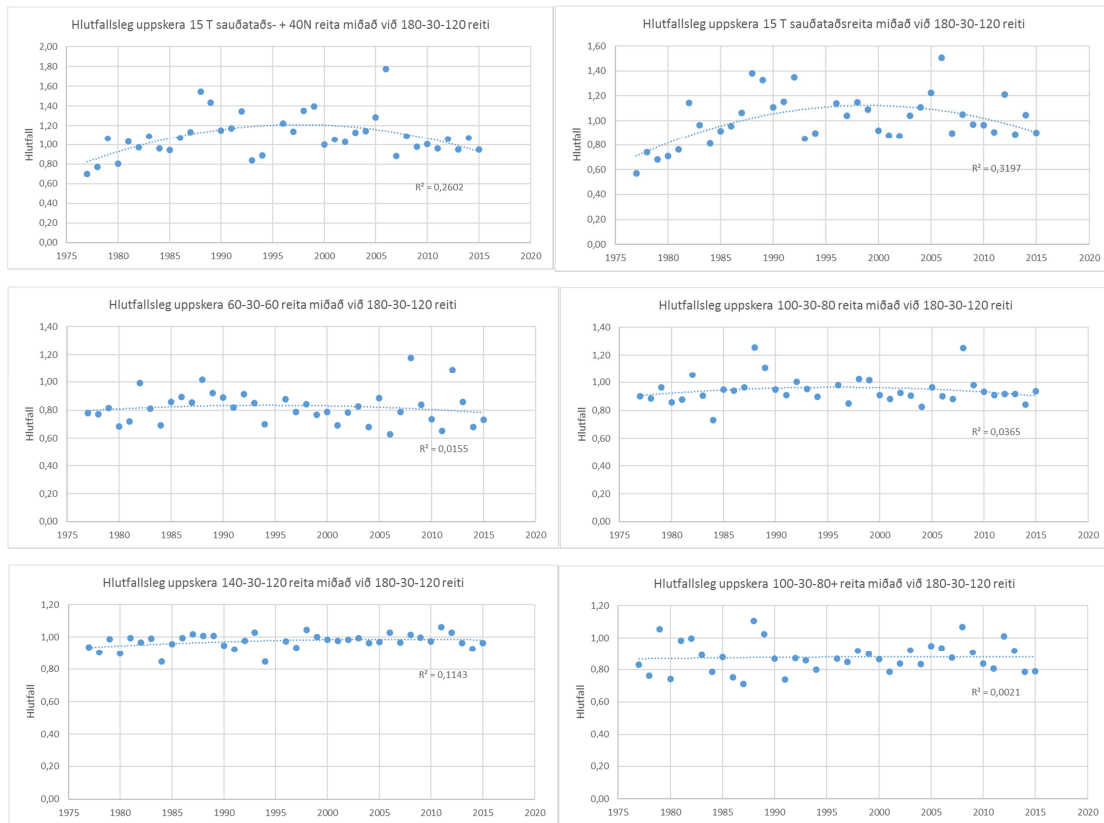 Hlutfallsleg uppskera 15 T sauðataðs- + 40N reita miðað við 180-30-120 reiti
2,00
1,80
1,60
1,40
1,20
1,00
0,80
0,60
0,40
0,20
0,00
Hlutfall
R² = 0,2602
1975 1980 1985 1990 1995 2000 2005 2010 2015 2020
Hlutfallsleg uppskera 15 T sauðataðsreita miðað við 180-30-120 reiti
1,60
1,40
1,20
1,00
0,80
0,60
0,40
0,20
0,00
Hlutfall
R² = 0,3197
1975 1980 1985 1990 1995 2000 2005 2010 2015 2020
Hlutfallsleg uppskera 60-30-60 reita miðað við 180-30-120 reiti
1,40
1,20
1,00
0,80
0,60
0,40
0,20
0,00
Hlutfall
R² = 0,0155
1975 1980 1985 1990 1995 2000 2005 2010 2015 2020
Hlutfallsleg uppskera 100-30-80 reita miðað við 180-30-120 reiti
1,40
1,20
1,00
0,80
0,60
0,40
0,20
0,00
Hlutfall
R² = 0,0365
1975 1980 1985 1990 1995 2000 2005 2010 2015 2020
Hlutfallsleg uppskera 140-30-120 reita miðað við 180-30-120 reiti
1,20
1,00
0,80
0,60
0,40
0,20
0,00
Hlutfall
R² = 0,1143
1975 1980 1985 1990 1995 2000 2005 2010 2015 2020
Hlutfallsleg uppskera 100-30-80+ reita miðað við 180-30-120 reiti
1,20
1,00
0,80
0,60
0,40
0,20
0,00
Hlutfall
R² = 0,0021
1975 1980 1985 1990 1995 2000 2005 2010 2015 2020